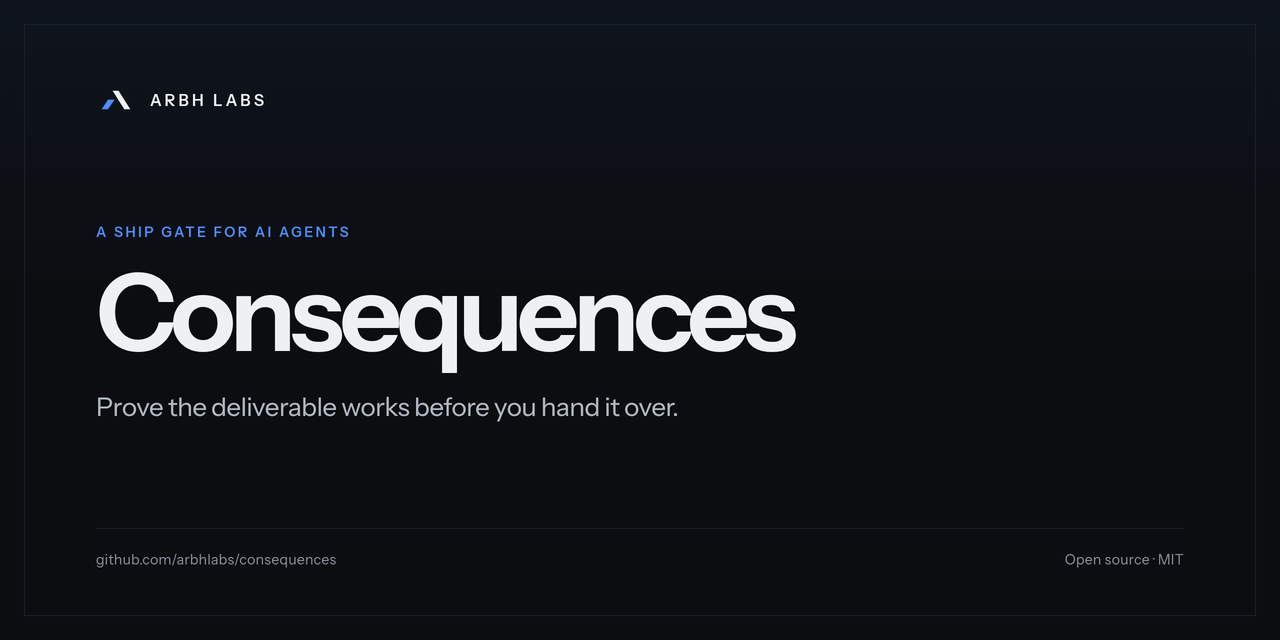 ARBH LABS
A SHIP GATE FOR AI AGENTS
Consequences
Prove the deliverable works before you hand it over.
github.com/arbhlabs/consequences
Open source · MIT